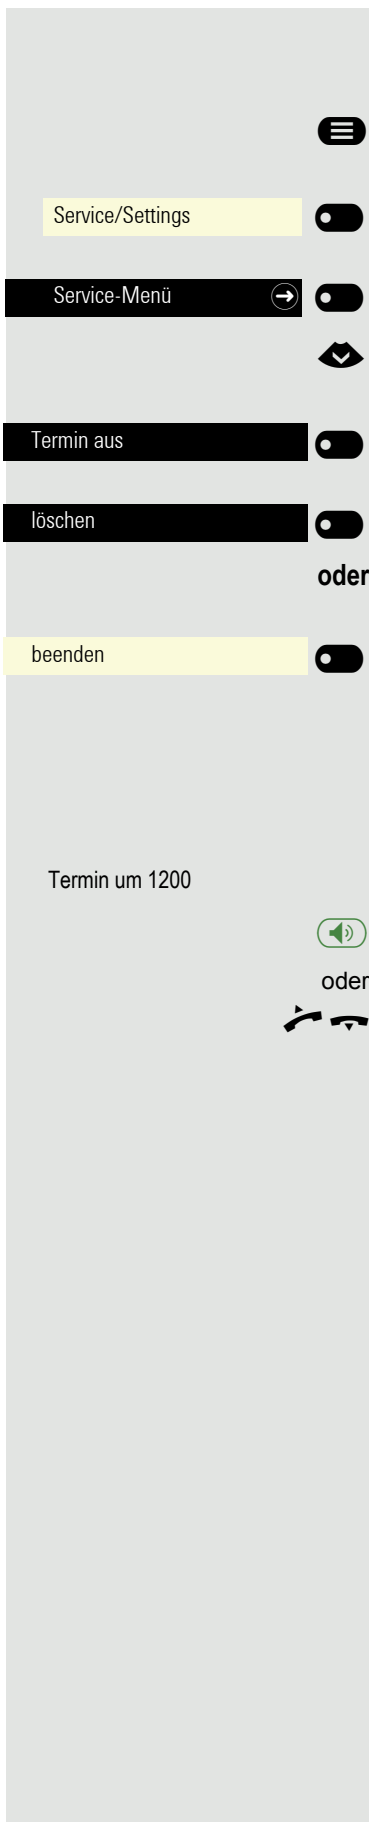 Service/Settings
Service-Menü
Termin aus
löschen
oder
beenden
Termin um 1200
oder